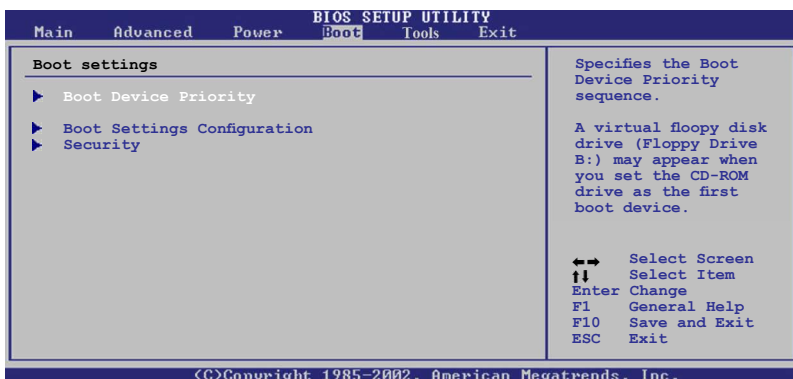 BIOS SETUP UTILITY
Main Advanced Power Boot Tools Exit
Boot settings
Boot Device Priority
Boot Settings Configuration
Security
Specifies the Boot
Device Priority
sequence.
A virtual floopy disk
drive (Floppy Drive
B:) may appear when
you set the CD-ROM
drive as the first
boot device.
←→ Select Screen
↑↓ Select Item
Enter Change
F1 General Help
F10 Save and Exit
ESC Exit
(C)Copyright 1985-2002, American Megatrends, Inc.